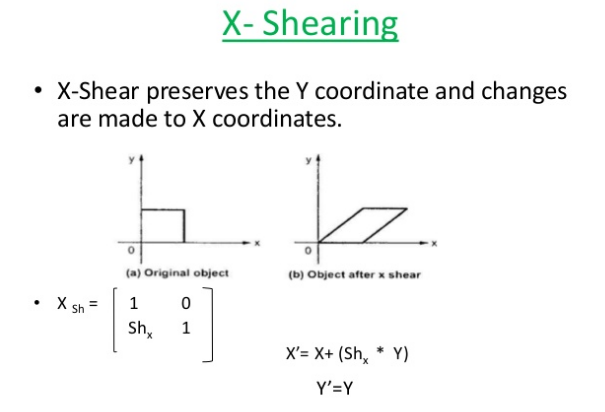 X- Shearing
• X-Shear preserves the Y coordinate and changes
are made to X coordinates.
y
y
x
x
0
0
(a) Original object
(b) Object after x shear
• X Sh = 1 0
Shx 1
X′= X+ (Shx * Y)
Y′=Y